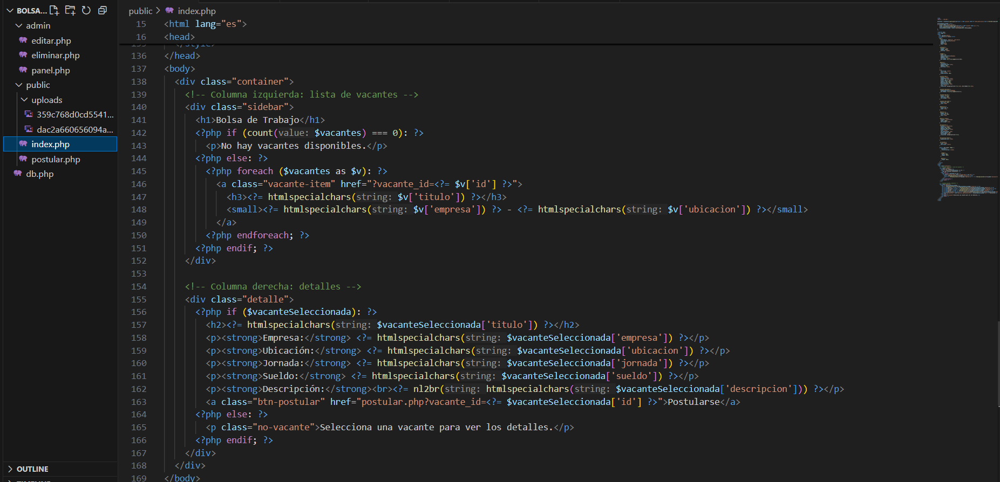 BOLSA...
admin
editar.php
eliminar.php
panel.php
public
uploads
359c768d0cd5541...
dac2a660656094a...
index.php
postular.php
db.php
OUTLINE
public > index.php
15 <html lang="es">
16 <head>
135 </style>
136 </head>
137 <body>
138 <div class="container">
139 <!-- Columna izquierda: lista de vacantes -->
140 <div class="sidebar">
141 <h1>Bolsa de Trabajo</h1>
142 <?php if (count(value: $vacantes) === 0): ?>
143 <p>No hay vacantes disponibles.</p>
144 <?php else: ?>
145 <?php foreach ($vacantes as $v): ?>
146 <a class="vacante-item" href="?vacante_id=<?= $v['id'] ?>">
147 <h3><?= htmlspecialchars(string: $v['titulo']) ?></h3>
148 <small><?= htmlspecialchars(string: $v['empresa']) ?> - <?= htmlspecialchars(string: $v['ubicacion']) ?></small>
149 </a>
150 <?php endforeach; ?>
151 <?php endif; ?>
152 </div>
153
154 <!-- Columna derecha: detalles -->
155 <div class="detalle">
156 <?php if ($vacanteSeleccionada): ?>
157 <h2><?= htmlspecialchars(string: $vacanteSeleccionada['titulo']) ?></h2>
158 <p><strong>Empresa:</strong> <?= htmlspecialchars(string: $vacanteSeleccionada['empresa']) ?></p>
159 <p><strong>Ubicación:</strong> <?= htmlspecialchars(string: $vacanteSeleccionada['ubicacion']) ?></p>
160 <p><strong>Jornada:</strong> <?= htmlspecialchars(string: $vacanteSeleccionada['jornada']) ?></p>
161 <p><strong>Sueldo:</strong> <?= htmlspecialchars(string: $vacanteSeleccionada['sueldo']) ?></p>
162 <p><strong>Descripción:</strong><br><?= nl2br(string: htmlspecialchars(string: $vacanteSeleccionada['descripcion'])) ?></p>
163 <a class="btn-postular" href="postular.php?vacante_id=<?= $vacanteSeleccionada['id'] ?>">Postularse</a>
164 <?php else: ?>
165 <p class="no-vacante">Selecciona una vacante para ver los detalles.</p>
166 <?php endif; ?>
167 </div>
168 </div>
169 </body>